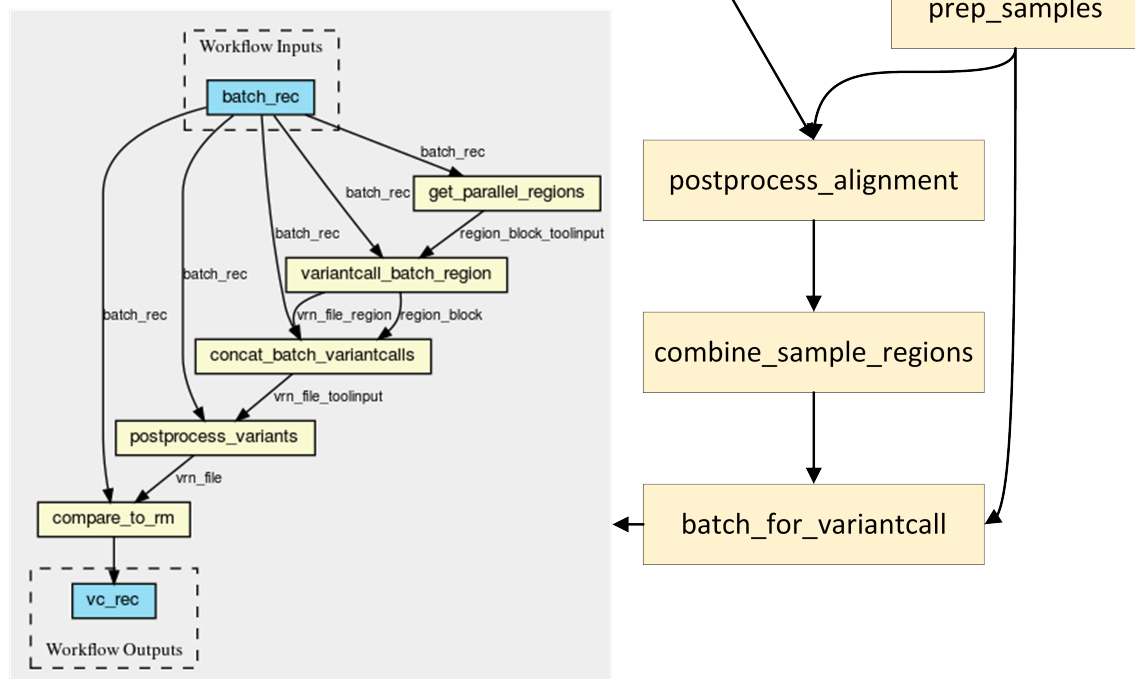 Workflow Inputs
batch_rec
batch_rec
get_parallel_regions
batch_rec
batch_rec
region_block_toolinput
variantcall_batch_region
batch_rec
batch_rec
vrn_file_region
region_block
concat_batch_variantcalls
vrn_file_toolinput
postprocess_variants
vrn_file
compare_to_rm
vc_rec
Workflow Outputs
prep_samples
postprocess_alignment
combine_sample_regions
batch_for_variantcall